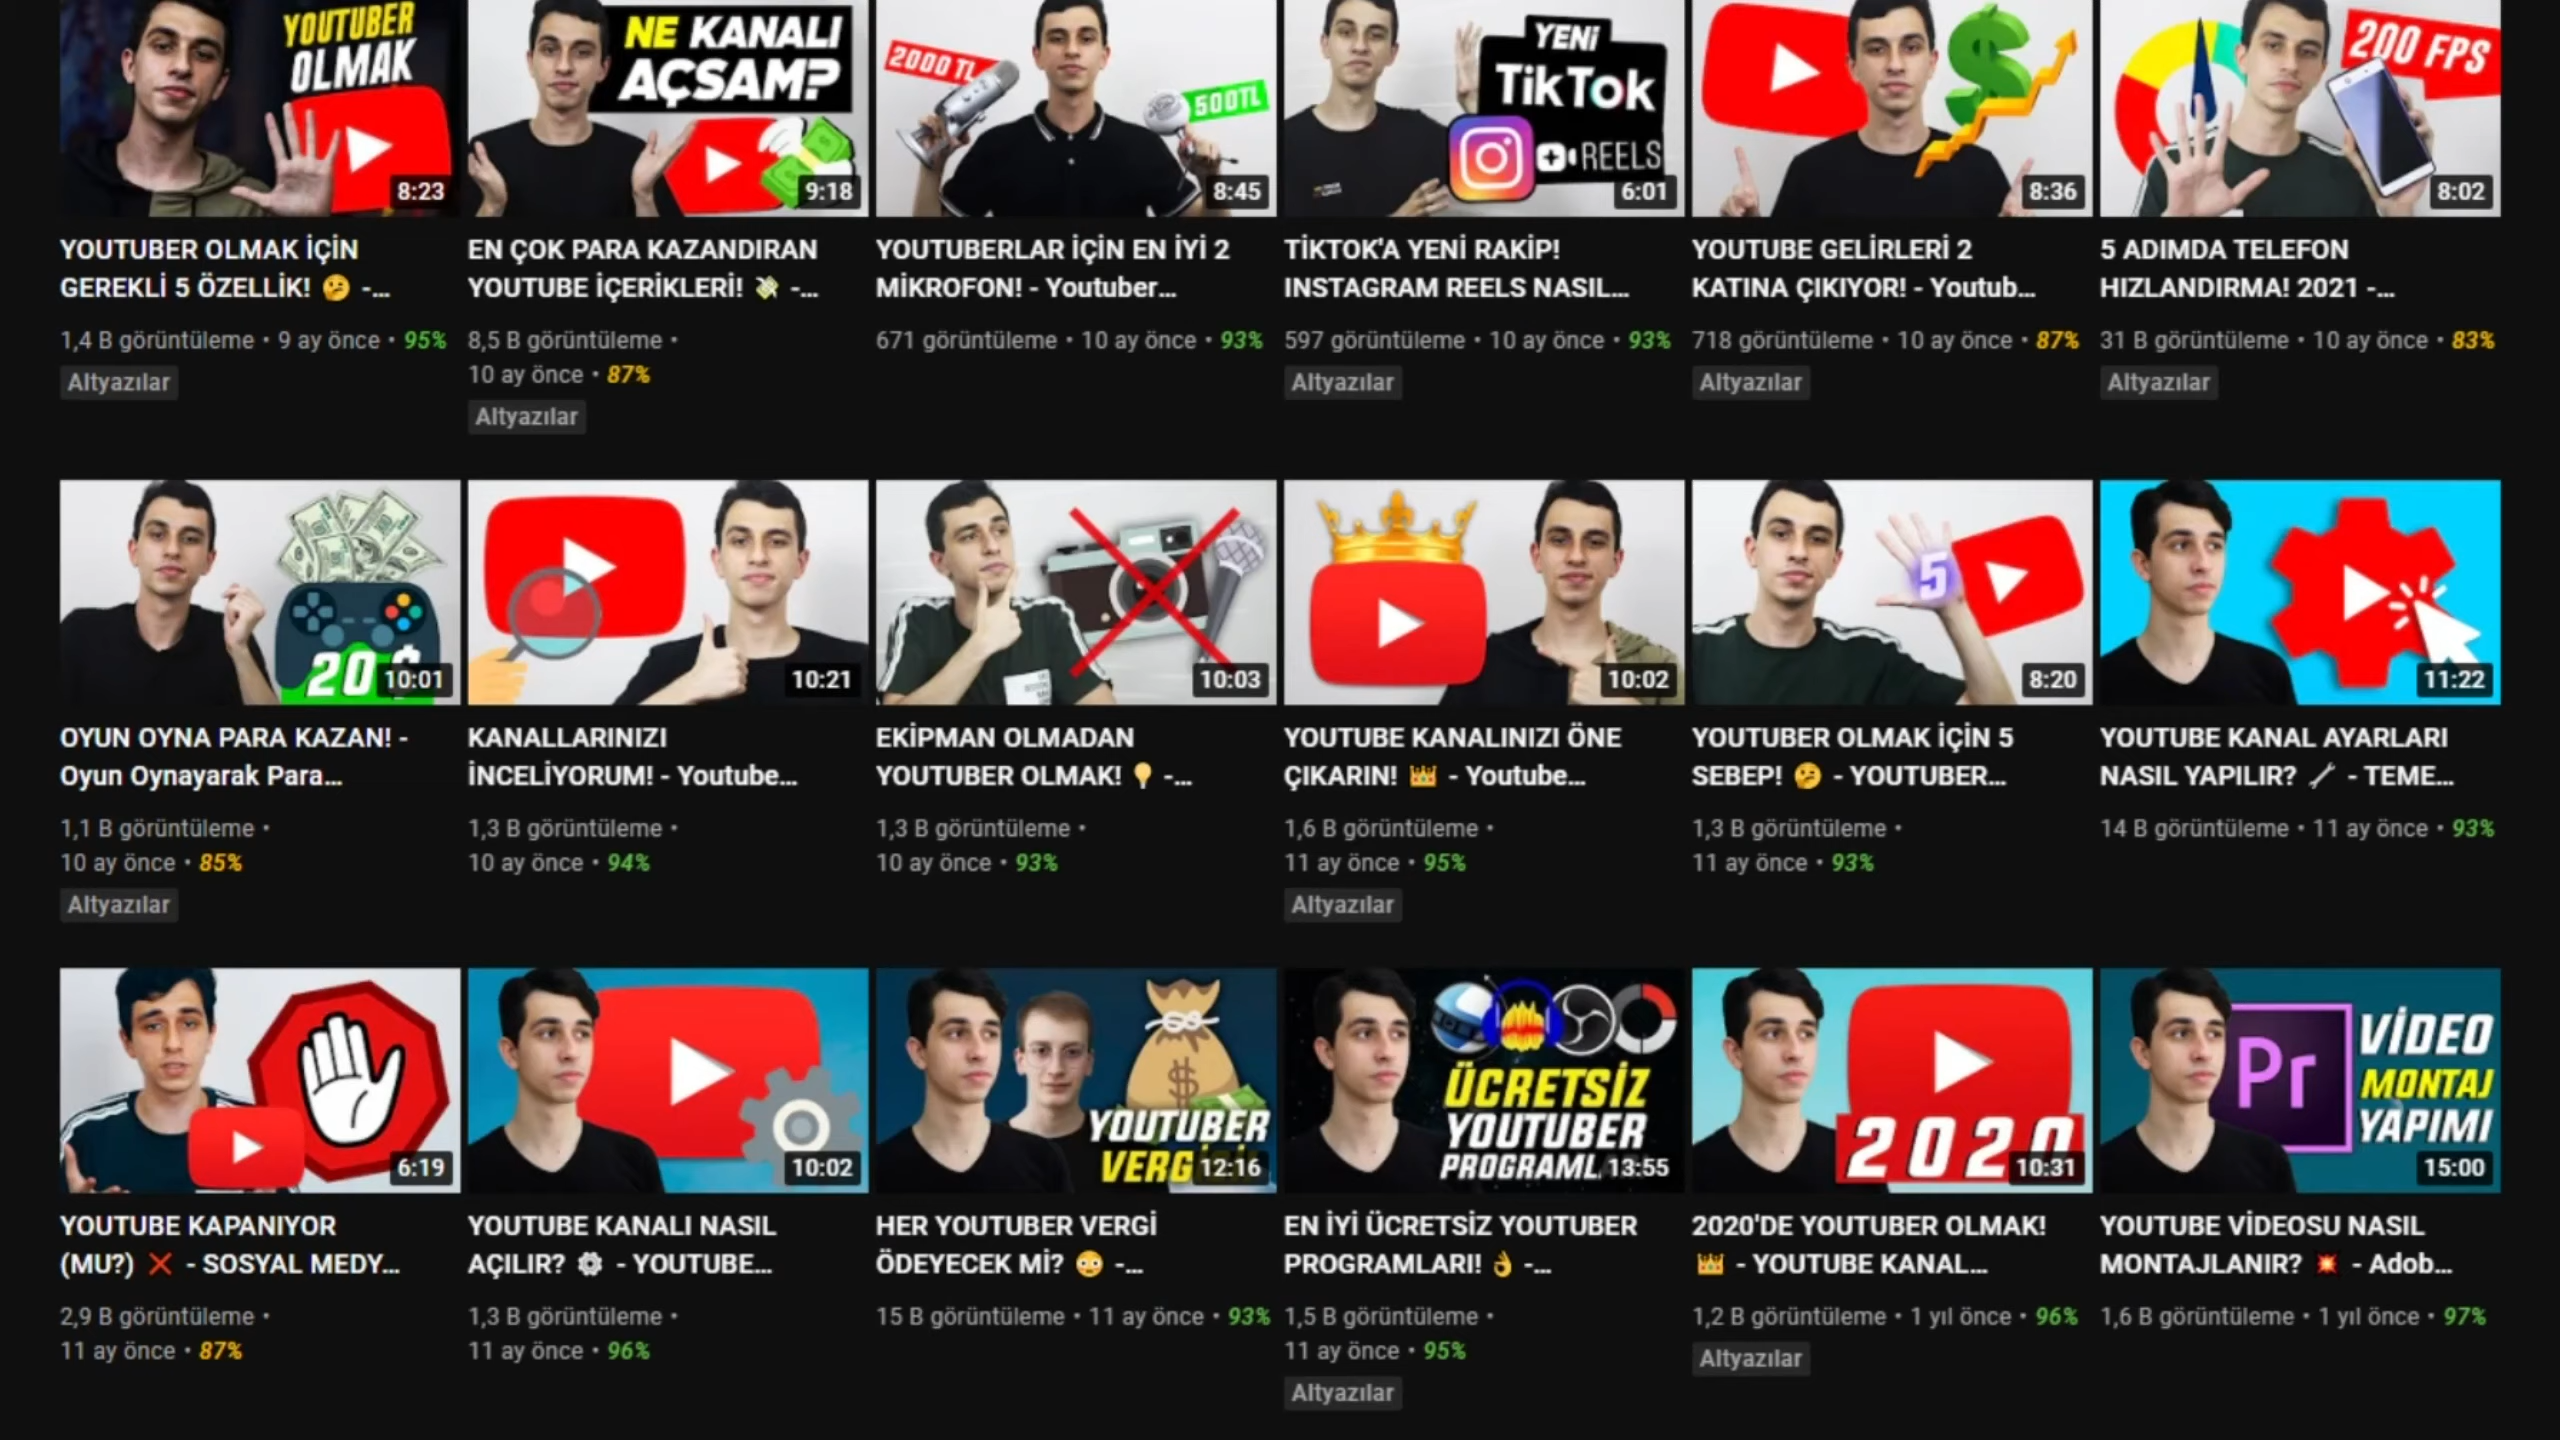 YOUTUBER
OLMAK
8:23
NE KANALI
AÇSAM?
9:18
2000 TL
500TL
8:45
YENİ
TikTok
REELS
6:01
8:36
200 FPS
8:02
YOUTUBER OLMAK İÇİN
GEREKLİ 5 ÖZELLİK! 🤔 -...
1,4 B görüntüleme • 9 ay önce • 95%
Altyazılar
EN ÇOK PARA KAZANDIRAN
YOUTUBE İÇERİKLERİ! 💸 -...
8,5 B görüntüleme •
10 ay önce • 87%
Altyazılar
YOUTUBERLAR İÇİN EN İYİ 2
MİKROFON! - Youtuber...
671 görüntüleme • 10 ay önce • 93%
TİKTOK'A YENİ RAKİP!
INSTAGRAM REELS NASIL...
597 görüntüleme • 10 ay önce • 93%
Altyazılar
YOUTUBE GELİRLERİ 2
KATINA ÇIKIYOR! - Youtub...
718 görüntüleme • 10 ay önce • 87%
Altyazılar
5 ADIMDA TELEFON
HIZLANDIRMA! 2021 -...
31 B görüntüleme • 10 ay önce • 83%
Altyazılar
20 $
10:01
10:21
10:03
10:02
5
8:20
11:22
OYUN OYNA PARA KAZAN! -
Oyun Oynayarak Para...
1,1 B görüntüleme •
10 ay önce • 85%
Altyazılar
KANALLARINIZI
İNCELİYORUM! - Youtube...
1,3 B görüntüleme •
10 ay önce • 94%
EKİPMAN OLMADAN
YOUTUBER OLMAK! 💡 -...
1,3 B görüntüleme •
10 ay önce • 93%
YOUTUBE KANALINIZI ÖNE
ÇIKARIN! 👑 - Youtube...
1,6 B görüntüleme •
11 ay önce • 95%
Altyazılar
YOUTUBER OLMAK İÇİN 5
SEBEP! 🤔 - YOUTUBER...
1,3 B görüntüleme •
11 ay önce • 93%
YOUTUBE KANAL AYARLARI
NASIL YAPILIR? 🔧 - TEME...
14 B görüntüleme • 11 ay önce • 93%
6:19
10:02
YOUTUBER
12:16
ÜCRETSİZ
YOUTUBER
13:55
2020
10:31
Pr
VİDEO
MONTAJ
YAPIMI
15:00
YOUTUBE KAPANIYOR
(MU?) ❌ - SOSYAL MEDY...
2,9 B görüntüleme •
11 ay önce • 87%
YOUTUBE KANALI NASIL
AÇILIR? ⚙ - YOUTUBE...
1,3 B görüntüleme •
11 ay önce • 96%
HER YOUTUBER VERGİ
ÖDEYECEK Mİ? 😳 -...
15 B görüntüleme • 11 ay önce • 93%
EN İYİ ÜCRETSİZ YOUTUBER
PROGRAMLARI! 👌 -...
1,5 B görüntüleme •
11 ay önce • 95%
Altyazılar
2020'DE YOUTUBER OLMAK!
👑 - YOUTUBE KANAL...
1,2 B görüntüleme • 1 yıl önce • 96%
Altyazılar
YOUTUBE VİDEOSU NASIL
MONTAJLANIR? 💥 - Adob...
1,6 B görüntüleme • 1 yıl önce • 97%